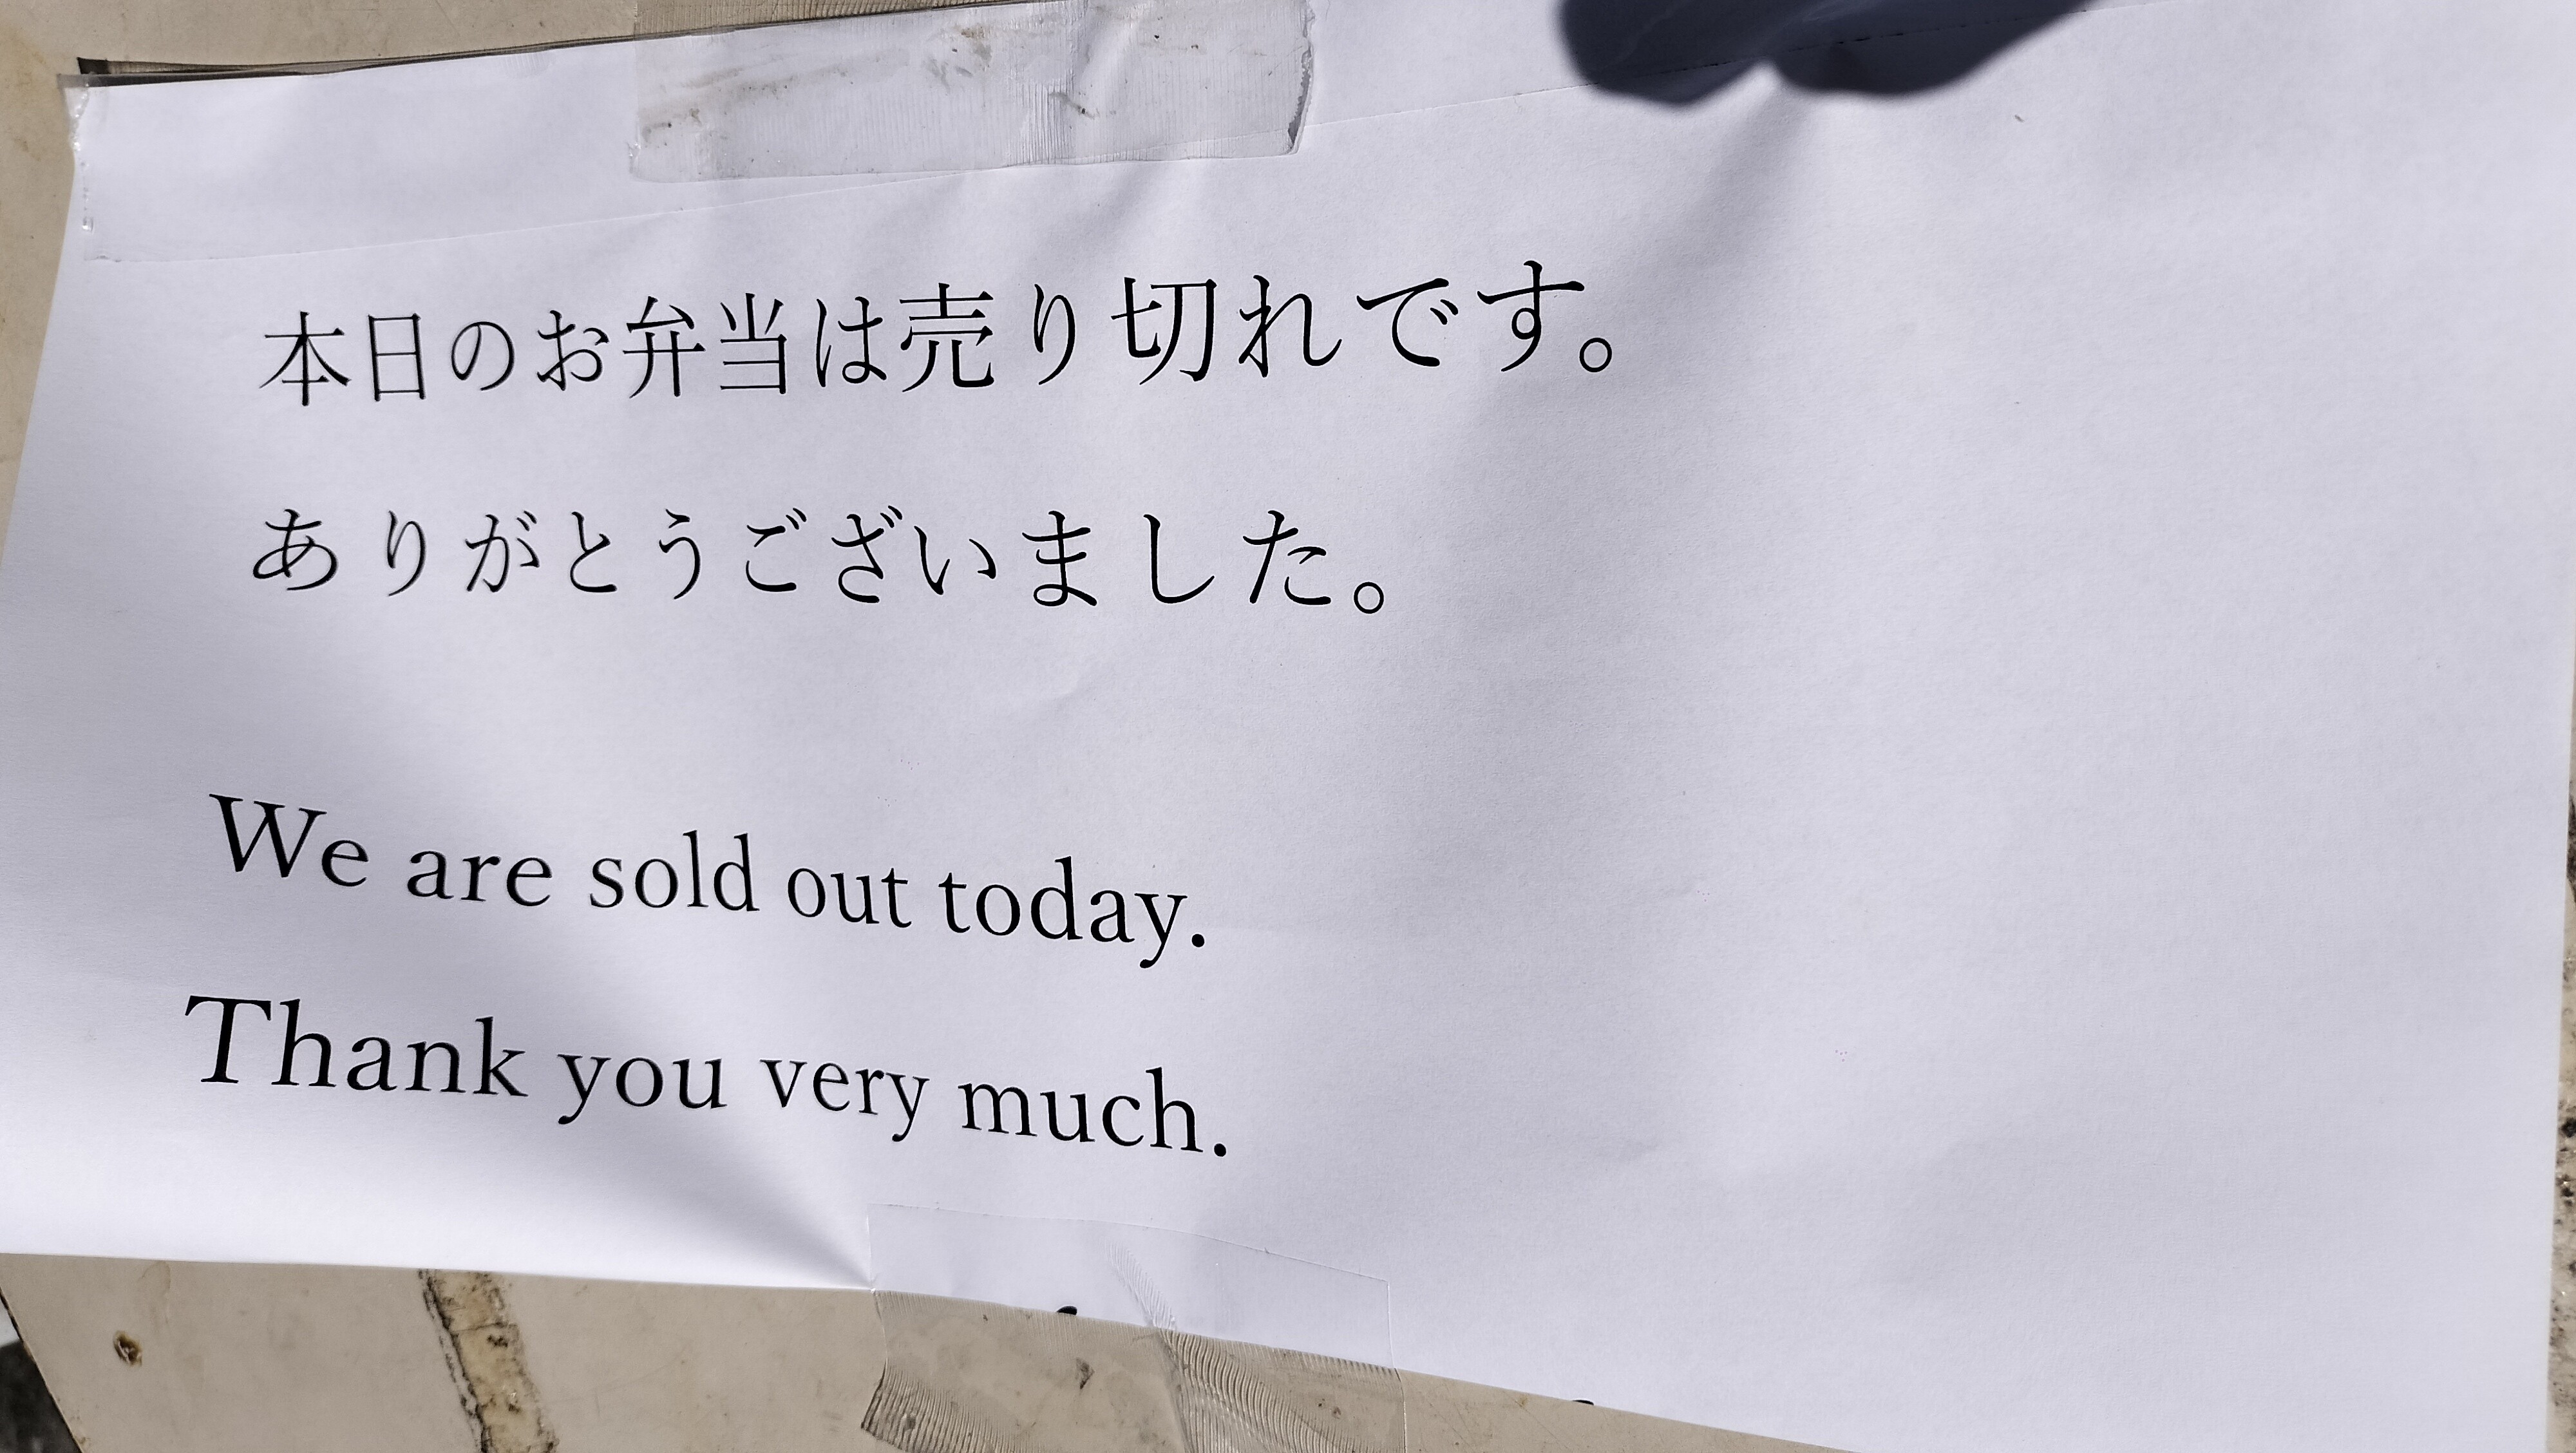 本日のお弁当は売り切れです。
ありがとうございました。
We are sold out today.
Thank you very much.